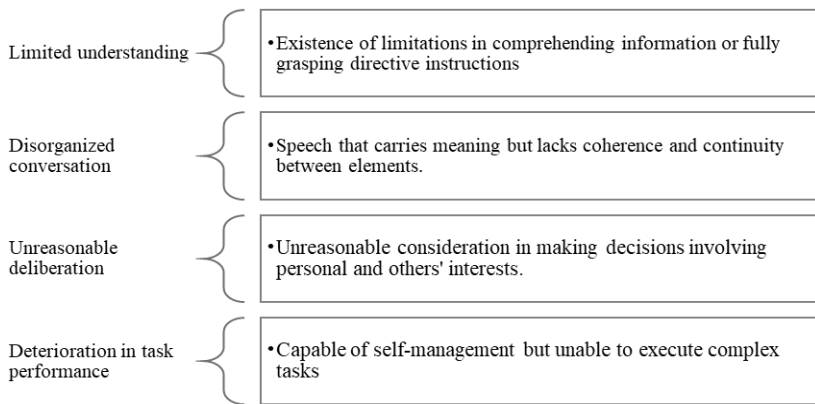 Limited understanding
•Existence of limitations in comprehending information or fully
grasping directive instructions
Disorganized
conversation
•Speech that carries meaning but lacks coherence and continuity
between elements.
Unreasonable
deliberation
•Unreasonable consideration in making decisions involving
personal and others' interests.
Deterioration in task
performance
•Capable of self-management but unable to execute complex
tasks